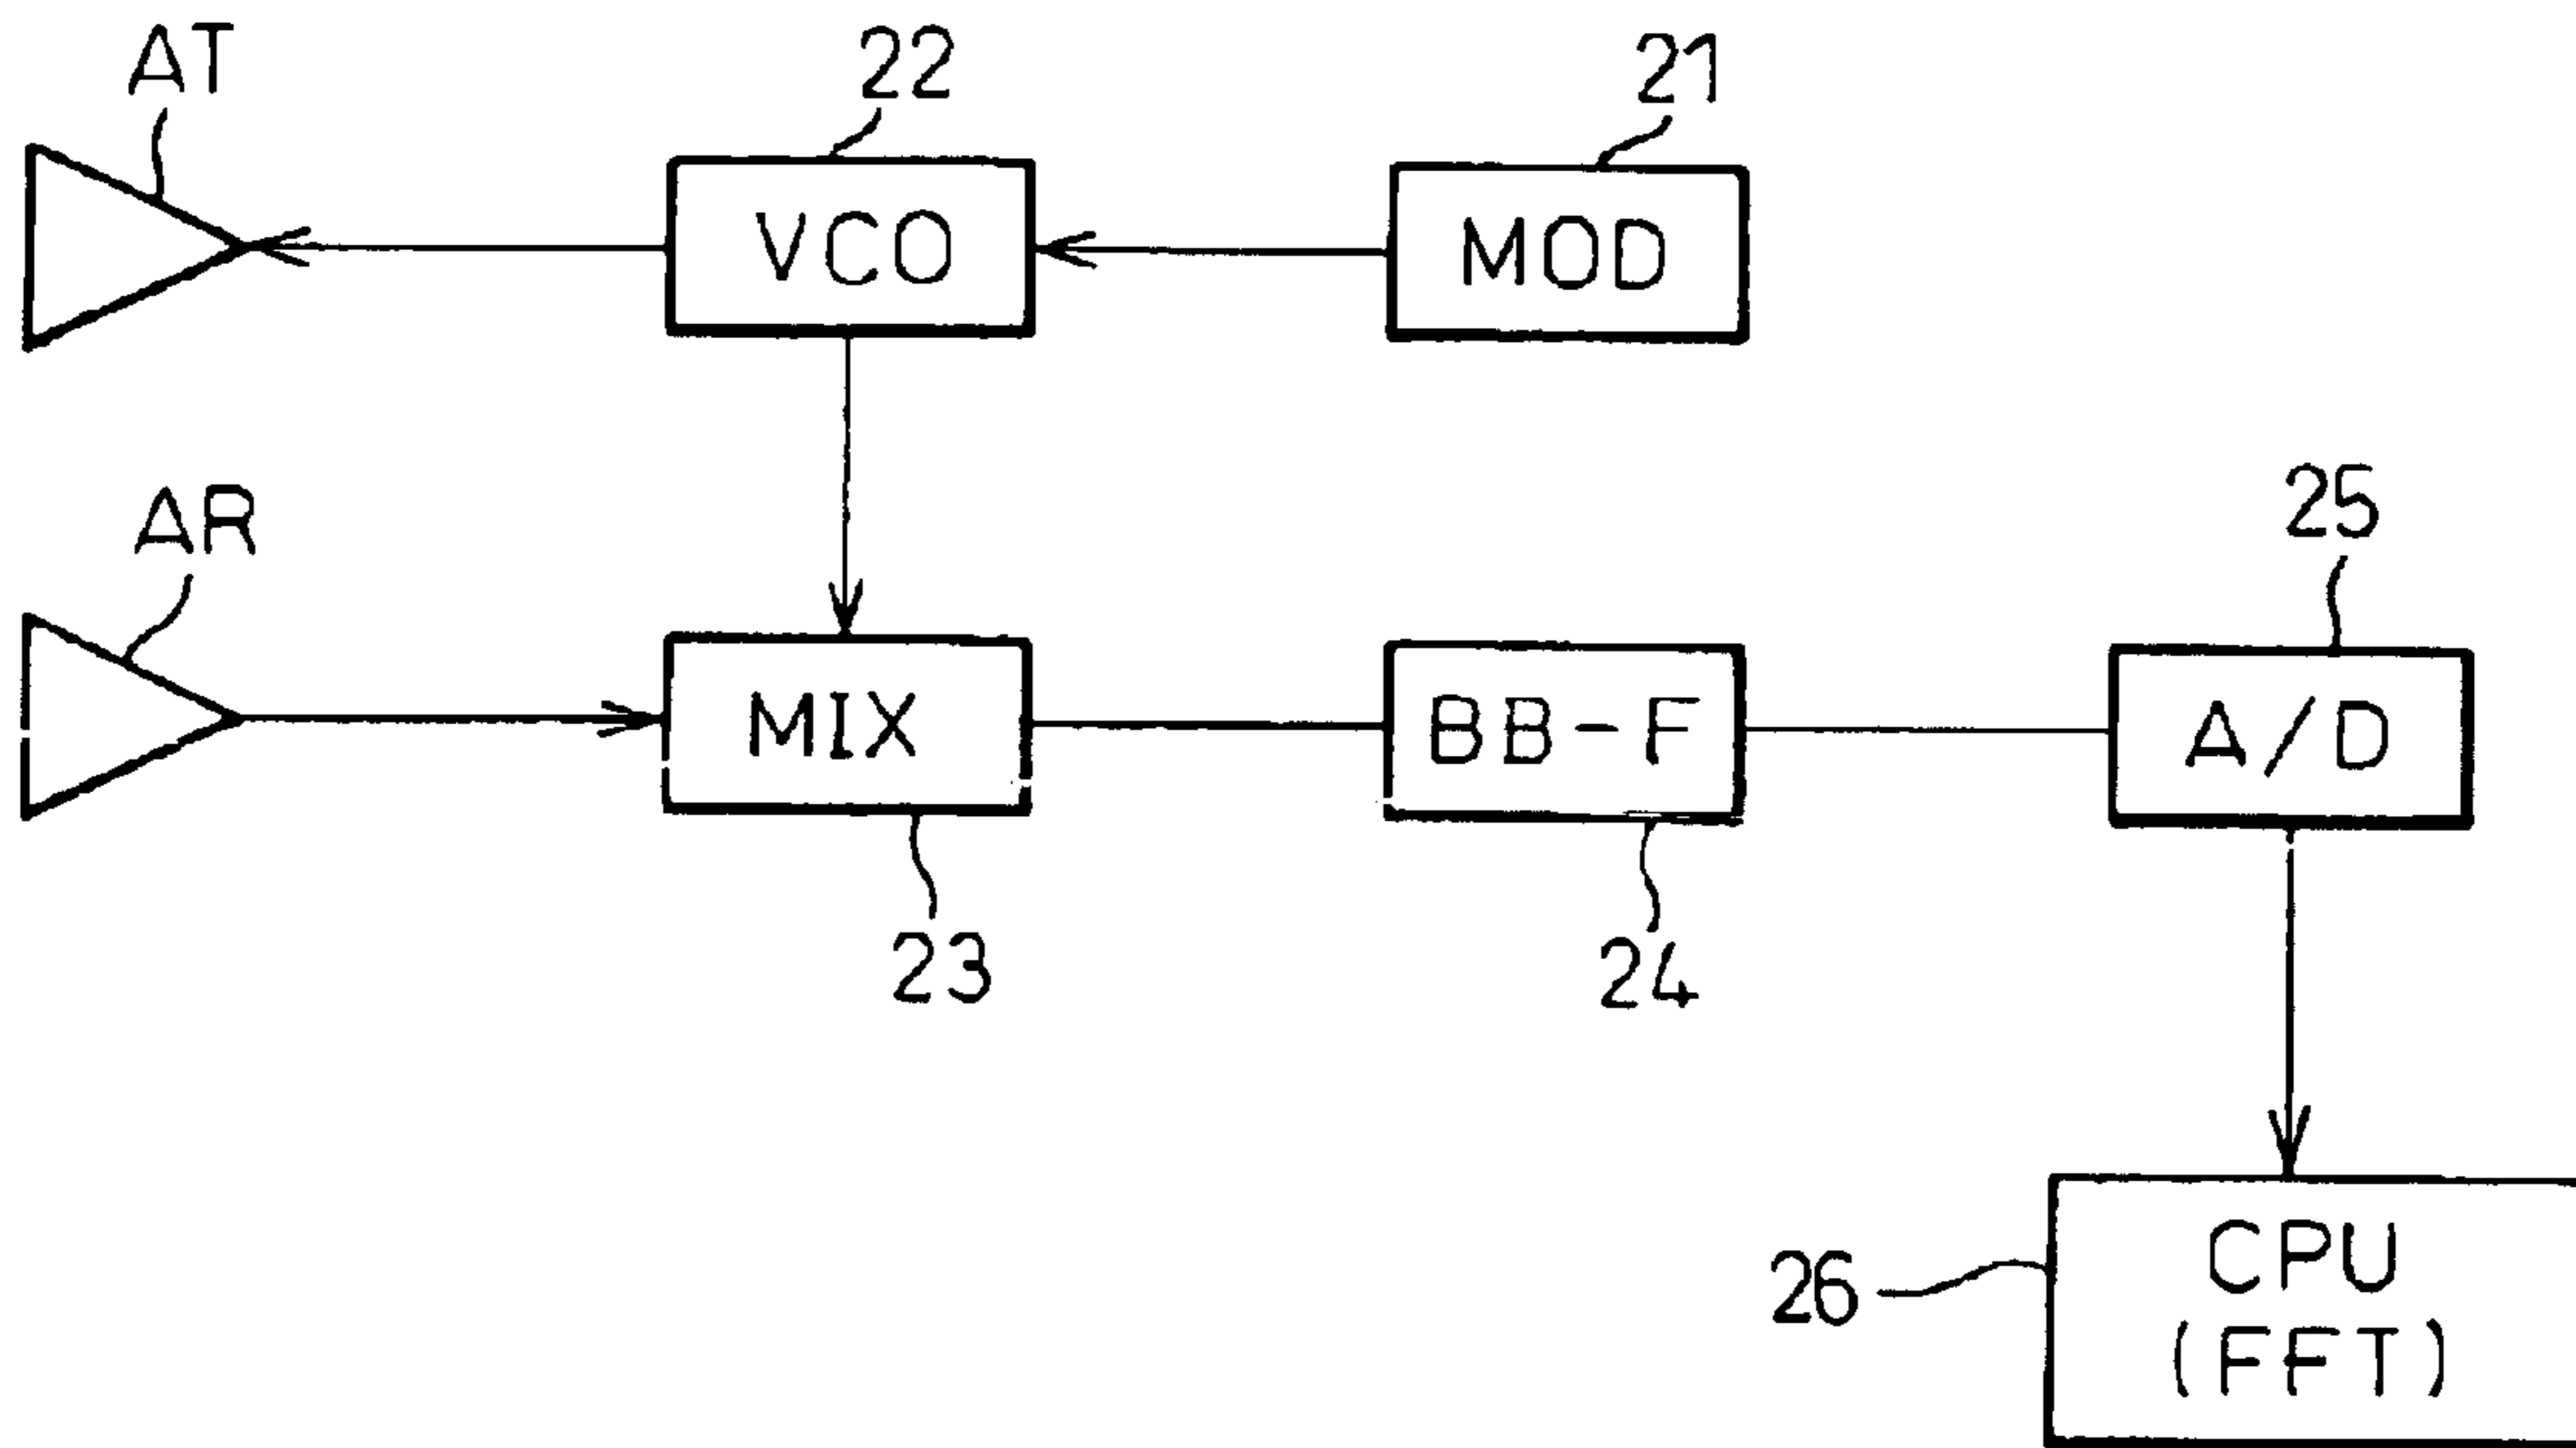 AT
22
21
VCO
MOD
AR
25
MIX
BB-F
A/D
23
24
26
CPU
(FFT)